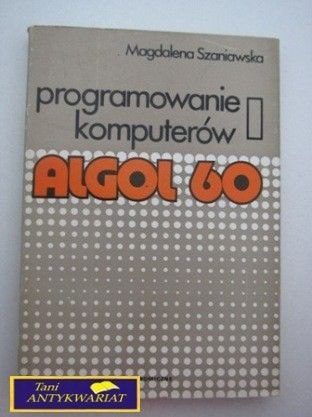 Magdalena Szaniawska
programowanie
komputerów
ALGOL 60
Tani
ANTYKWARIAT